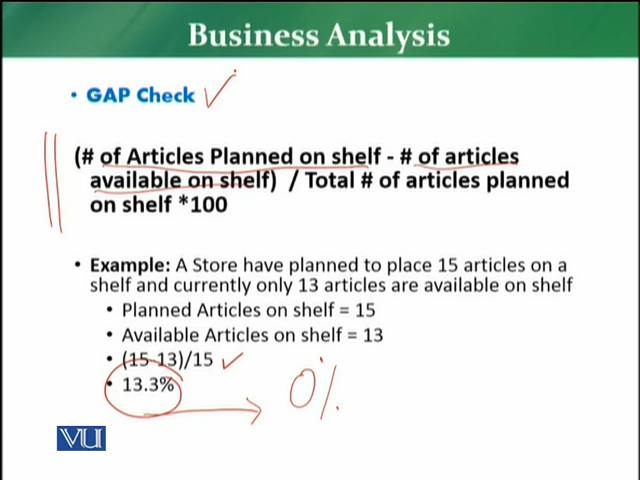 Business Analysis
• GAP Check
(# of Articles Planned on shelf - # of articles
available on shelf) / Total # of articles planned
on shelf *100
• Example: A Store have planned to place 15 articles on a
shelf and currently only 13 articles are available on shelf
• Planned Articles on shelf = 15
• Available Articles on shelf = 13
• (15-13)/15
• 13.3%
0%
VU